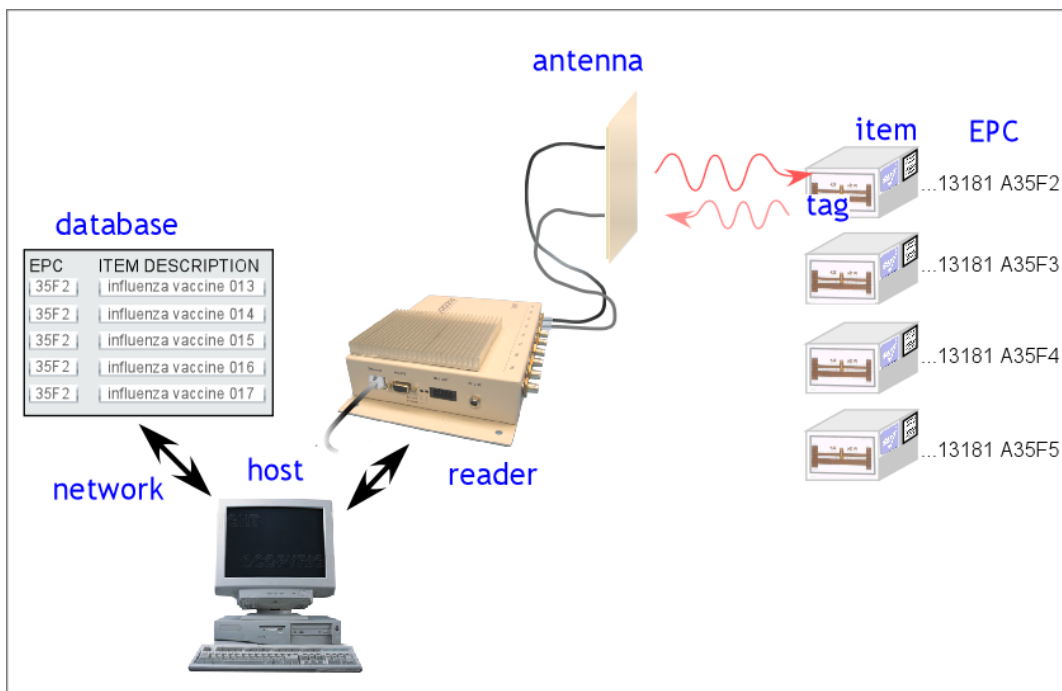 antenna
item
EPC
...13181 A35F2
tag
database
EPC ITEM DESCRIPTION
35F2 influenza vaccine 013
35F2 influenza vaccine 014
35F2 influenza vaccine 015
35F2 influenza vaccine 016
35F2 influenza vaccine 017
...13181 A35F3
...13181 A35F4
...13181 A35F5
network
host
reader